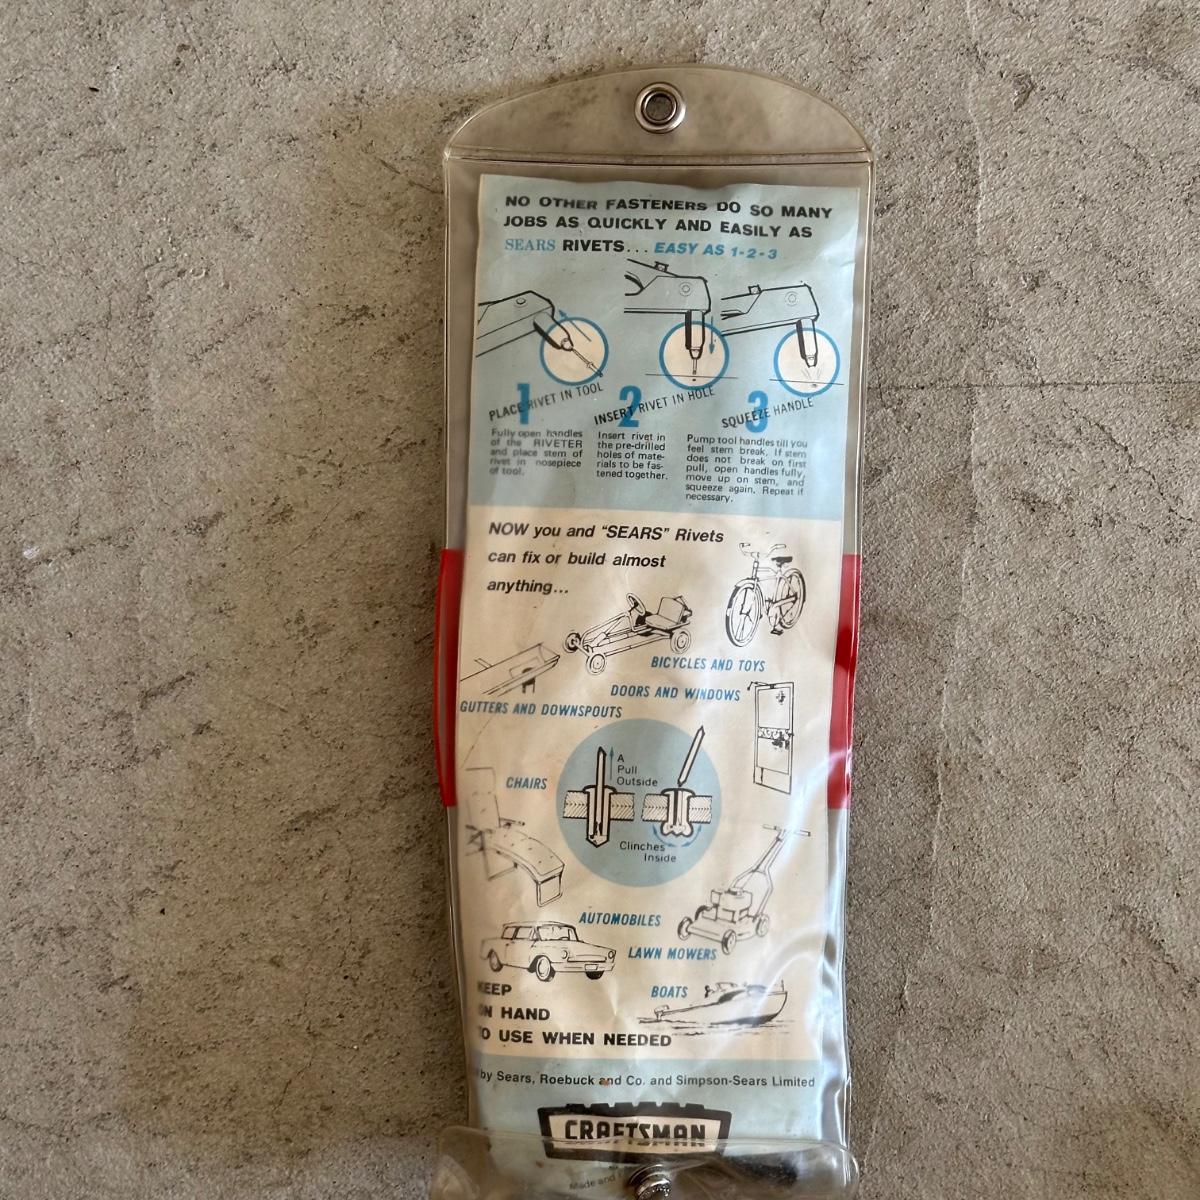 NO OTHER FASTENERS DO SO MANY
JOBS AS QUICKLY AND EASILY AS
SEARS RIVETS... EASY AS 1-2-3
1
PLACE RIVET IN TOOL
Fully open handles
of the RIVETER
and place stem of
rivet in nosepiece
of tool.
2
INSERT RIVET IN HOLE
Insert rivet in
the pre-drilled
holes of mate-
rials to be fas-
tened together.
3
SQUEEZE HANDLE
Pump tool handles till you
feel stem break. If stem
does not break on first
pull, open handles fully,
move up on stem, and
squeeze again. Repeat if
necessary.
NOW you and "SEARS" Rivets
can fix or build almost
anything...
BICYCLES AND TOYS
DOORS AND WINDOWS
GUTTERS AND DOWNSPOUTS
CHAIRS
A
Pull
Outside
Clinches
Inside
AUTOMOBILES
LAWN MOWERS
BOATS
KEEP
ON HAND
TO USE WHEN NEEDED
by Sears, Roebuck and Co. and Simpson-Sears Limited
CRAFTSMAN
Made and